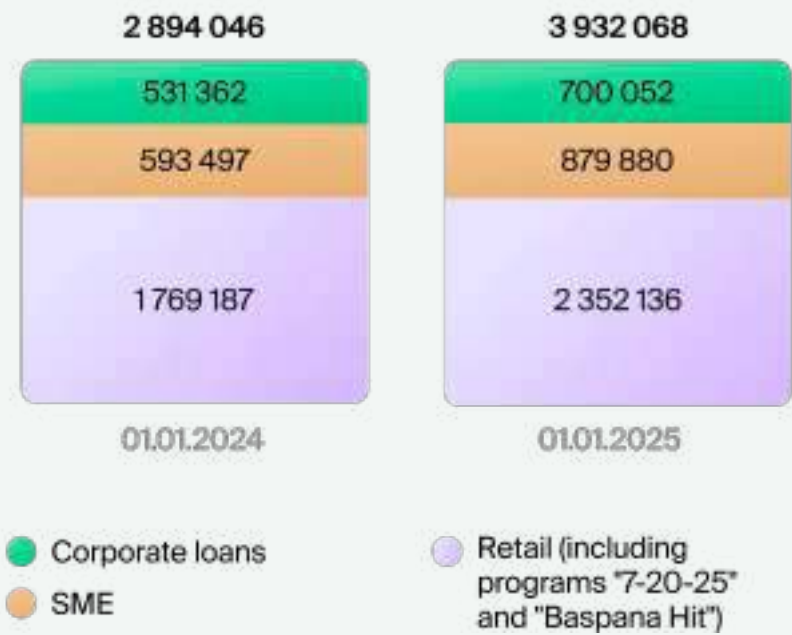 2 894 046
3 932 068
531 362
700 052
593 497
879 880
1 769 187
2 352 136
01.01.2024
01.01.2025
Corporate loans
SME
Retail (including
programs "7-20-25"
and "Baspana Hit")